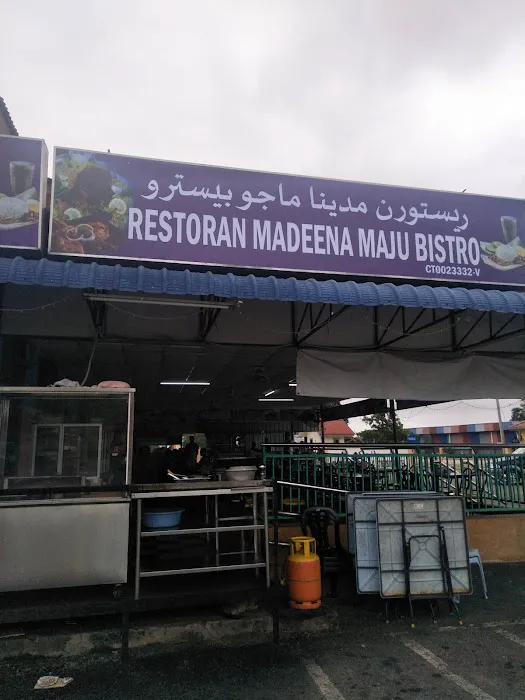 ريستورن مدينا ماجو بيسترو
RESTORAN MADEENA MAJU BISTRO
CT0023332-V